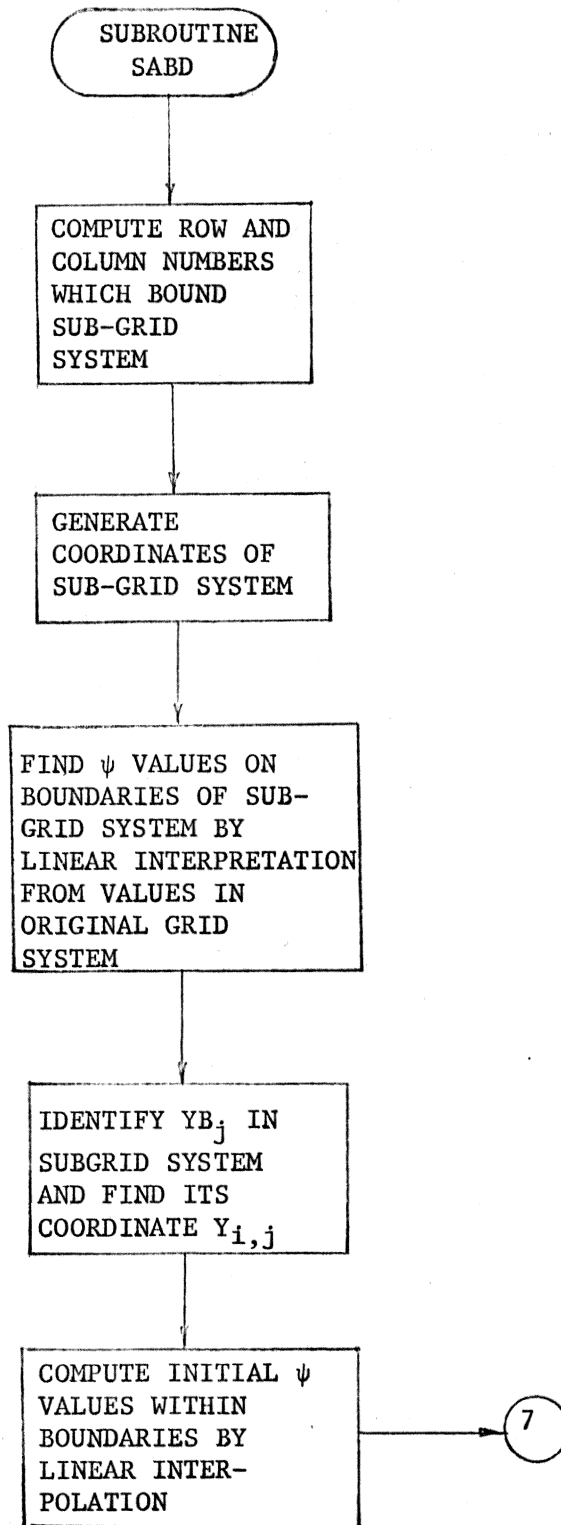 SUBROUTINE
SABD
COMPUTE ROW AND
COLUMN NUMBERS
WHICH BOUND
SUB-GRID
SYSTEM
GENERATE
COORDINATES OF
SUB-GRID SYSTEM
FIND ψ VALUES ON
BOUNDARIES OF SUB-
GRID SYSTEM BY
LINEAR INTERPRETATION
FROM VALUES IN
ORIGINAL GRID
SYSTEM
IDENTIFY YBj IN
SUBGRID SYSTEM
AND FIND ITS
COORDINATE Yi,j
COMPUTE INITIAL ψ
VALUES WITHIN
BOUNDARIES BY
LINEAR INTER-
POLATION
7